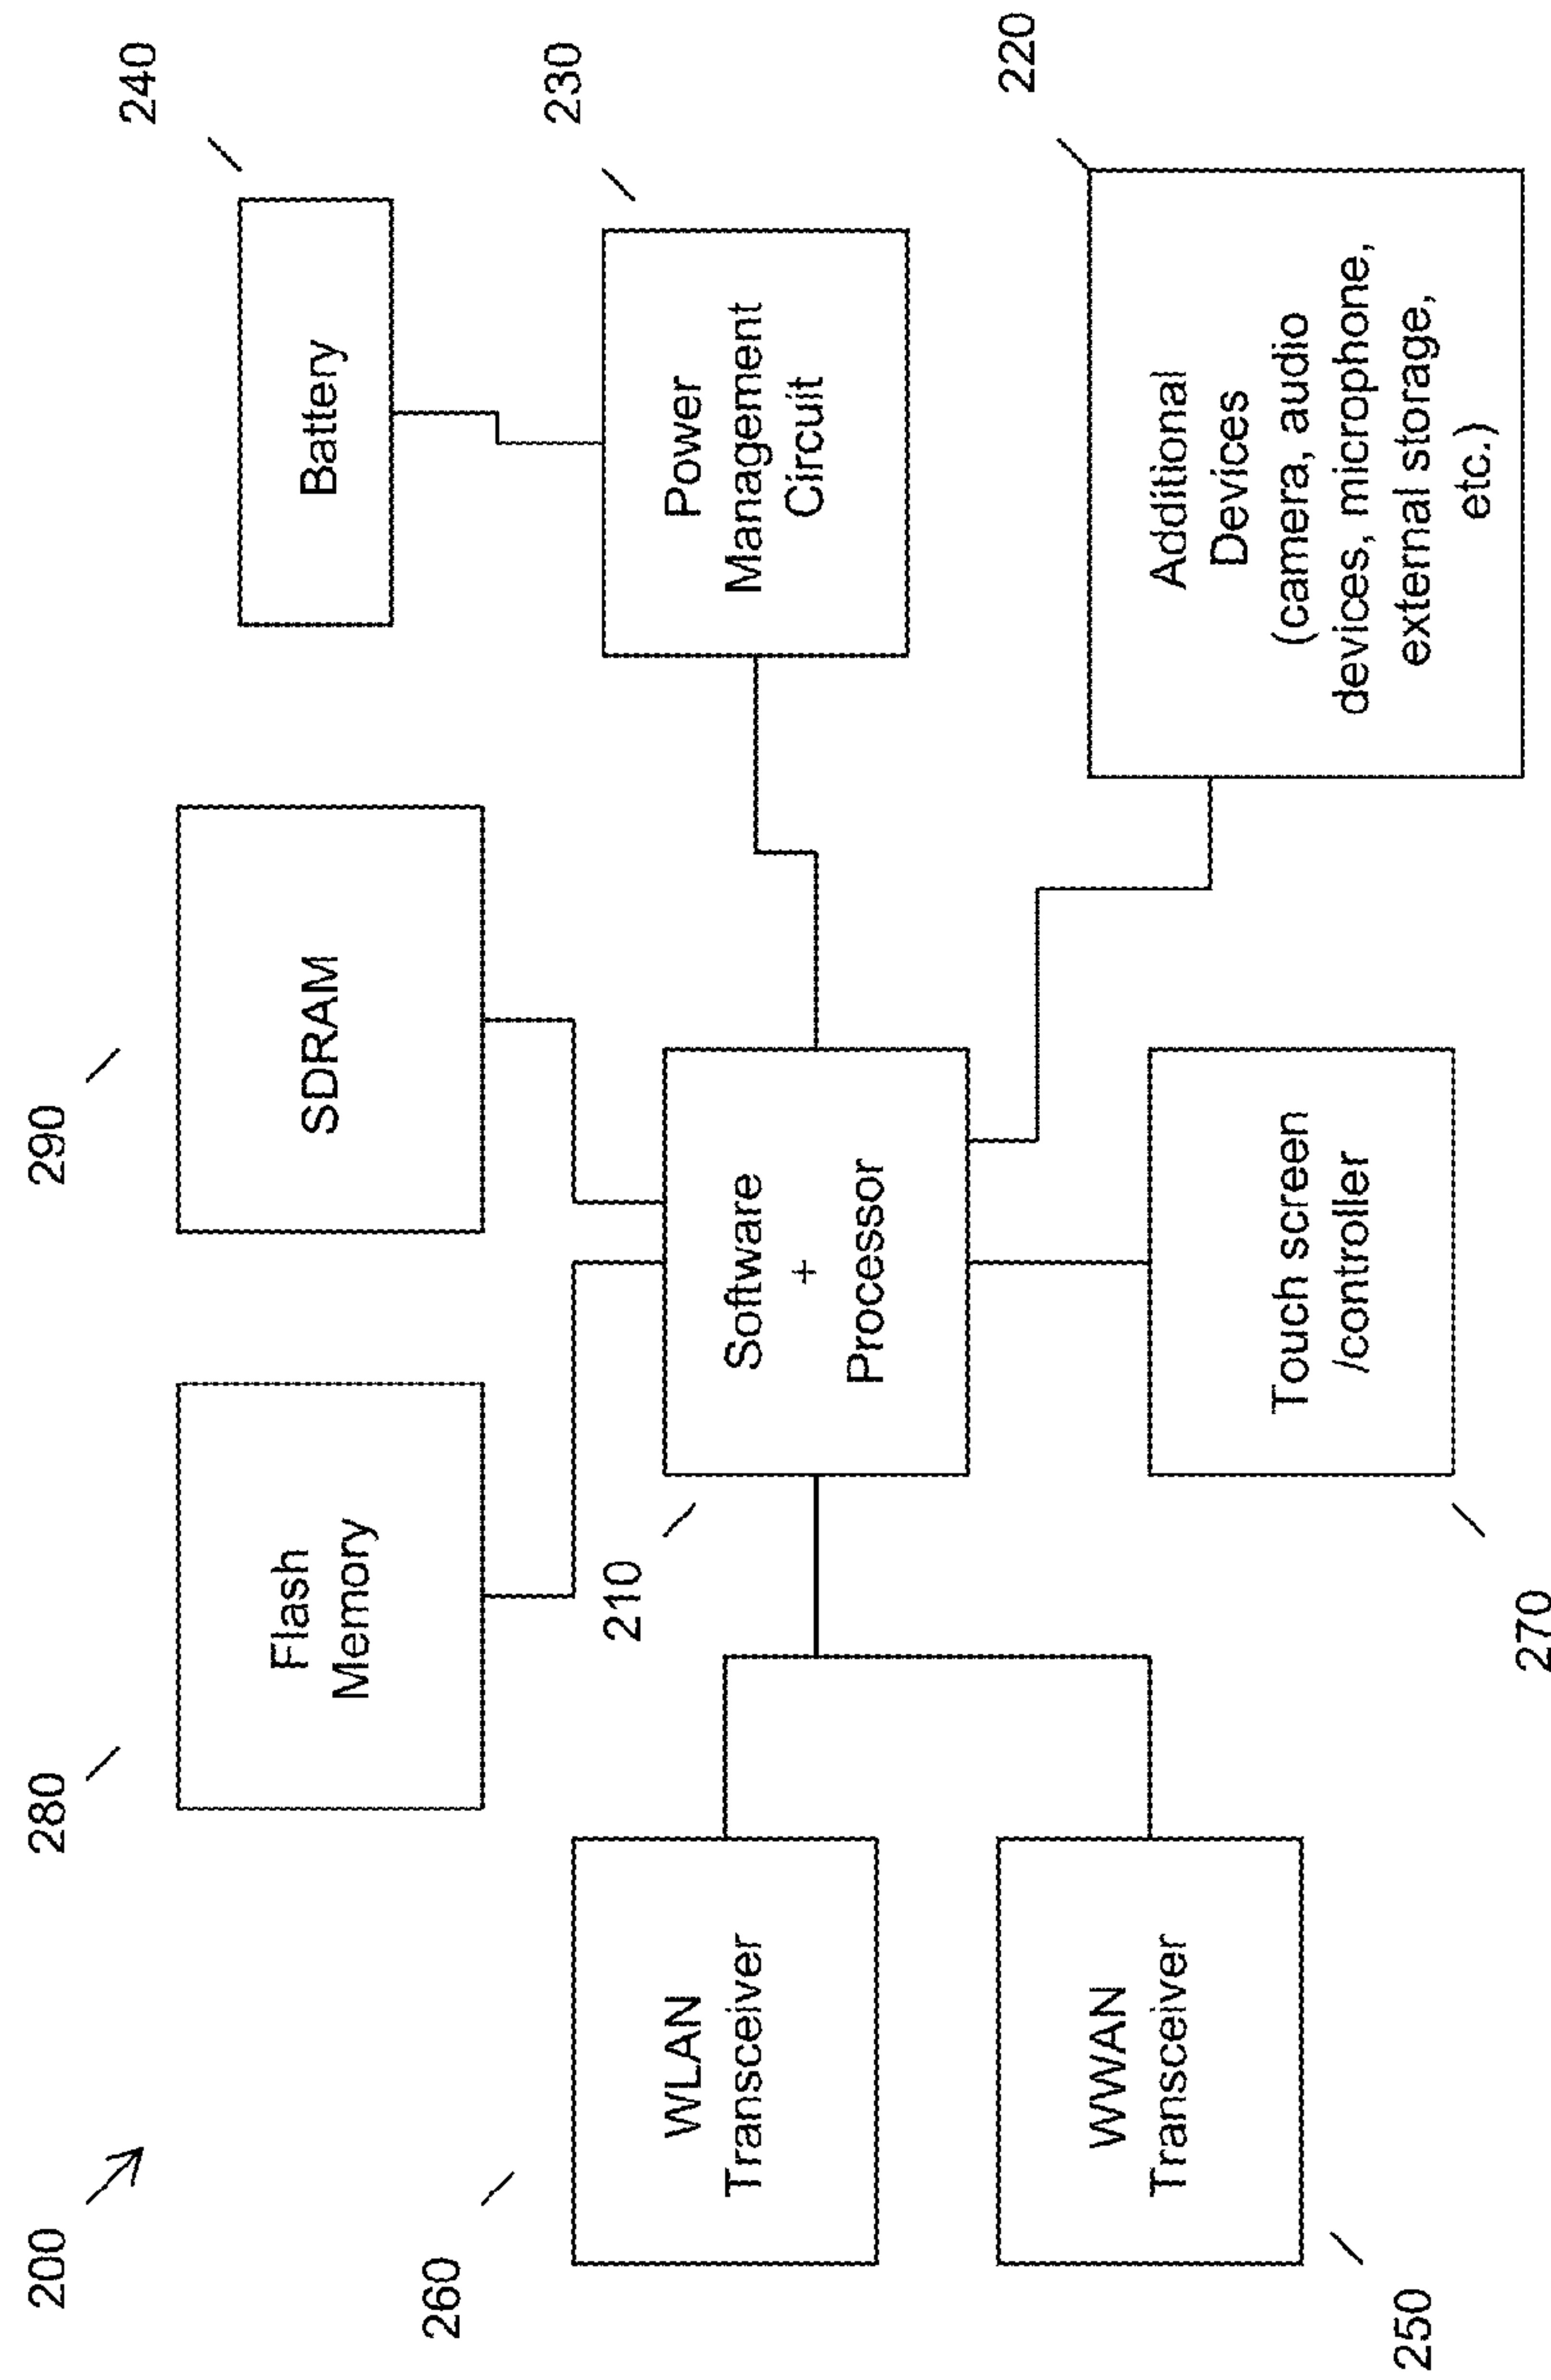 200
280
Flash
Memory
290
SDRAM
240
Battery
260
WLAN
Transceiver
210
Software
+
Processor
230
Power
Management
Circuit
250
WWAN
Transceiver
270
Touch screen
/controller
220
Additional
Devices
(camera, audio
devices, microphone,
external storage,
etc.)